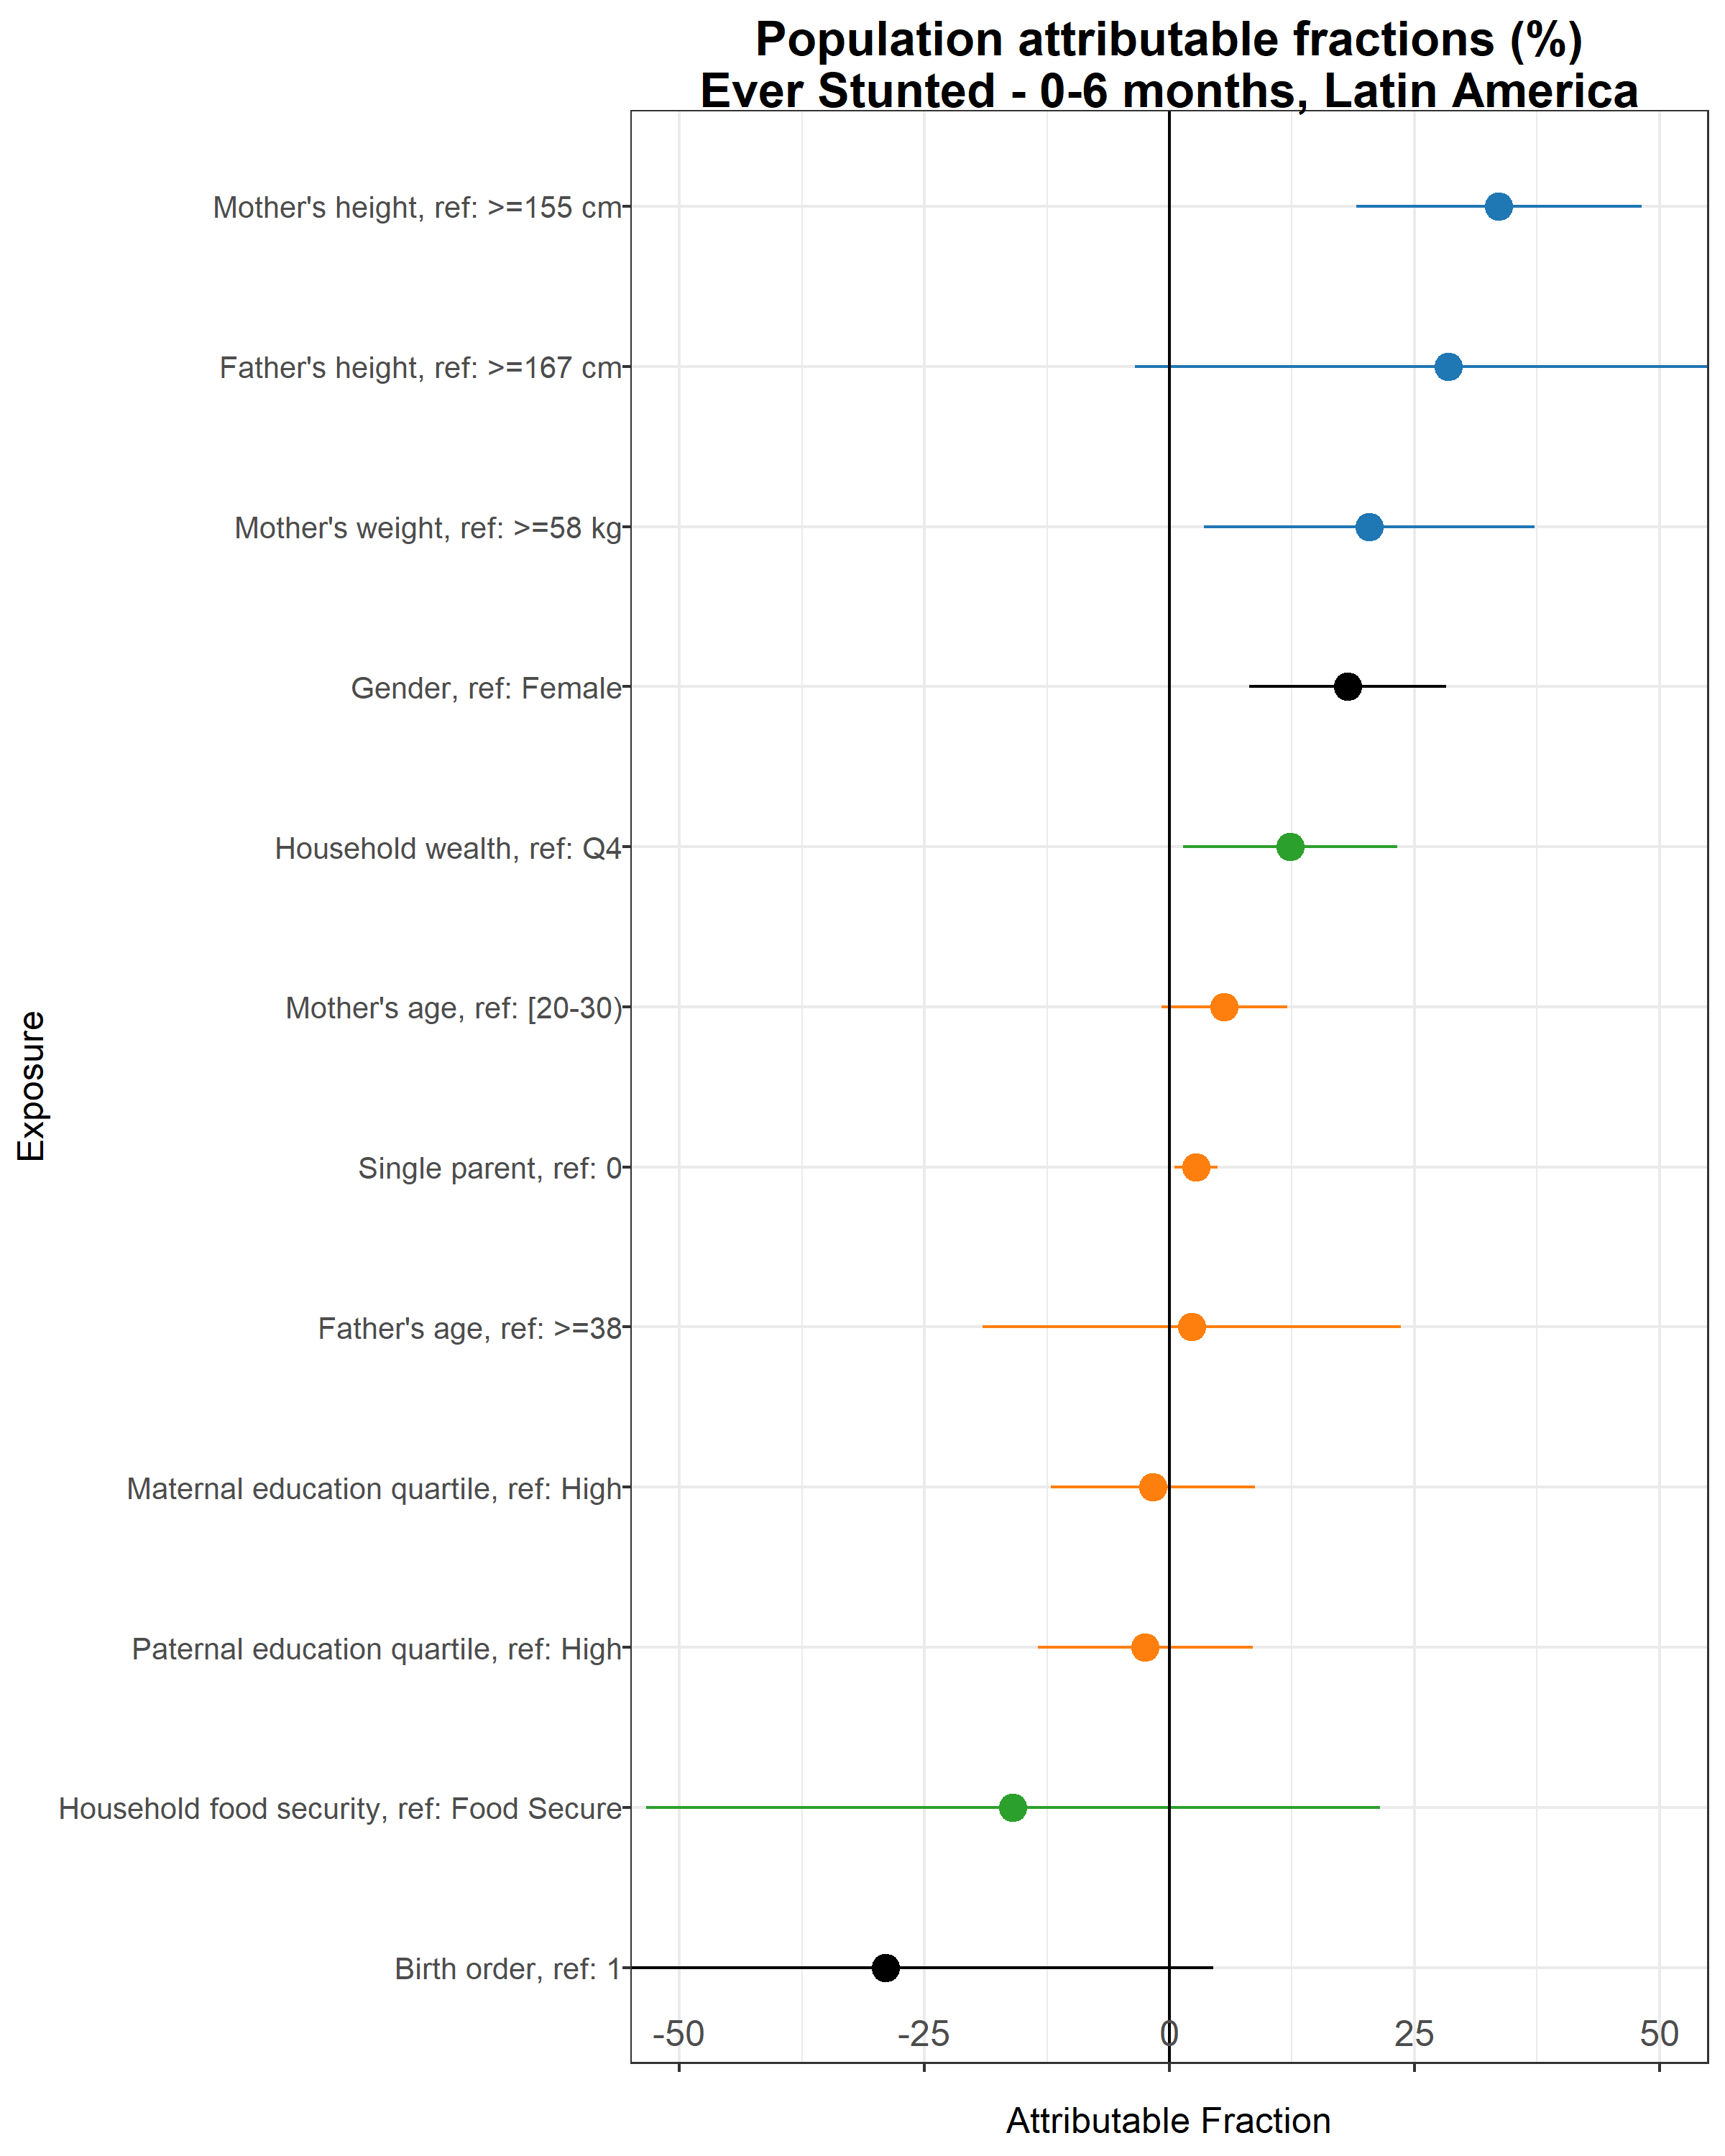 Population attributable fractions (%)
Ever Stunted - 0-6 months, Latin America
Exposure
Mother's height, ref: >=155 cm
Father's height, ref: >=167 cm
Mother's weight, ref: >=58 kg
Gender, ref: Female
Household wealth, ref: Q4
Mother's age, ref: [20-30)
Single parent, ref: 0
Father's age, ref: >=38
Maternal education quartile, ref: High
Paternal education quartile, ref: High
Household food security, ref: Food Secure
Birth order, ref: 1
-50 -25 0 25 50
Attributable Fraction